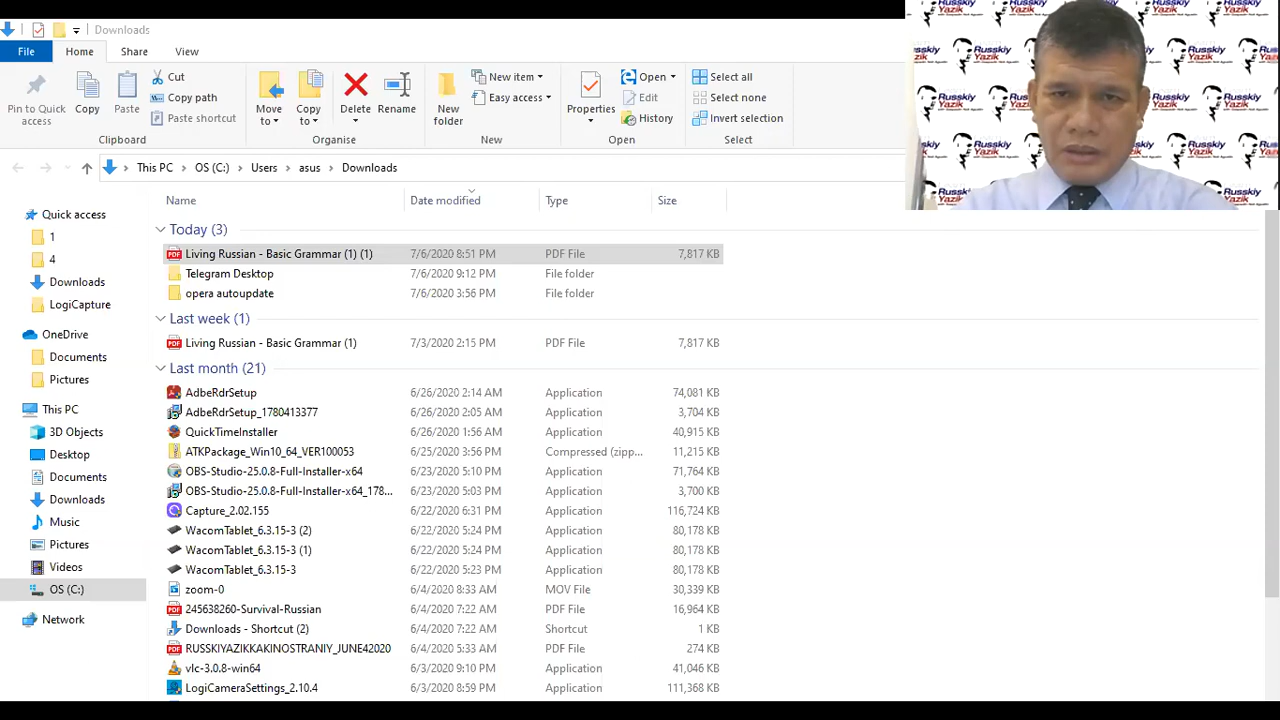 Downloads
File Home Share View
Pin to Quick access
Copy
Paste
Cut
Copy path
Paste shortcut
Clipboard
Move to
Copy to
Delete
Rename
Organise
New folder
New item
Easy access
New
Properties
Open
Edit
History
Open
Select all
Select none
Invert selection
Select
This PC OS (C:) Users asus Downloads
Quick access
1
4
Downloads
LogiCapture
OneDrive
Documents
Pictures
This PC
3D Objects
Desktop
Documents
Downloads
Music
Pictures
Videos
OS (C:)
Network
Name Date modified Type Size
Today (3)
Living Russian - Basic Grammar (1) (1) 7/6/2020 8:51 PM PDF File 7,817 KB
Telegram Desktop 7/6/2020 9:12 PM File folder
opera autoupdate 7/6/2020 3:56 PM File folder
Last week (1)
Living Russian - Basic Grammar (1) 7/3/2020 2:15 PM PDF File 7,817 KB
Last month (21)
AdbeRdrSetup 6/26/2020 2:14 AM Application 74,081 KB
AdbeRdrSetup_1780413377 6/26/2020 2:05 AM Application 3,704 KB
QuickTimeInstaller 6/26/2020 1:56 AM Application 40,915 KB
ATKPackage_Win10_64_VER100053 6/25/2020 3:56 PM Compressed (zipp... 11,215 KB
OBS-Studio-25.0.8-Full-Installer-x64 6/23/2020 5:10 PM Application 71,764 KB
OBS-Studio-25.0.8-Full-Installer-x64_178... 6/23/2020 5:03 PM Application 3,700 KB
Capture_2.02.155 6/22/2020 6:31 PM Application 116,724 KB
WacomTablet_6.3.15-3 (2) 6/22/2020 5:24 PM Application 80,178 KB
WacomTablet_6.3.15-3 (1) 6/22/2020 5:24 PM Application 80,178 KB
WacomTablet_6.3.15-3 6/22/2020 5:23 PM Application 80,178 KB
zoom-0 6/4/2020 8:33 AM MOV File 30,339 KB
245638260-Survival-Russian 6/4/2020 7:22 AM PDF File 16,964 KB
Downloads - Shortcut (2) 6/4/2020 7:22 AM Shortcut 1 KB
RUSSKIYAZIKKAKINOSTRANIY_JUNE42020 6/4/2020 5:33 AM PDF File 274 KB
vlc-3.0.8-win64 6/3/2020 9:10 PM Application 41,046 KB
LogiCameraSettings_2.10.4 6/3/2020 8:59 PM Application 111,368 KB
Russkiy
Yazik